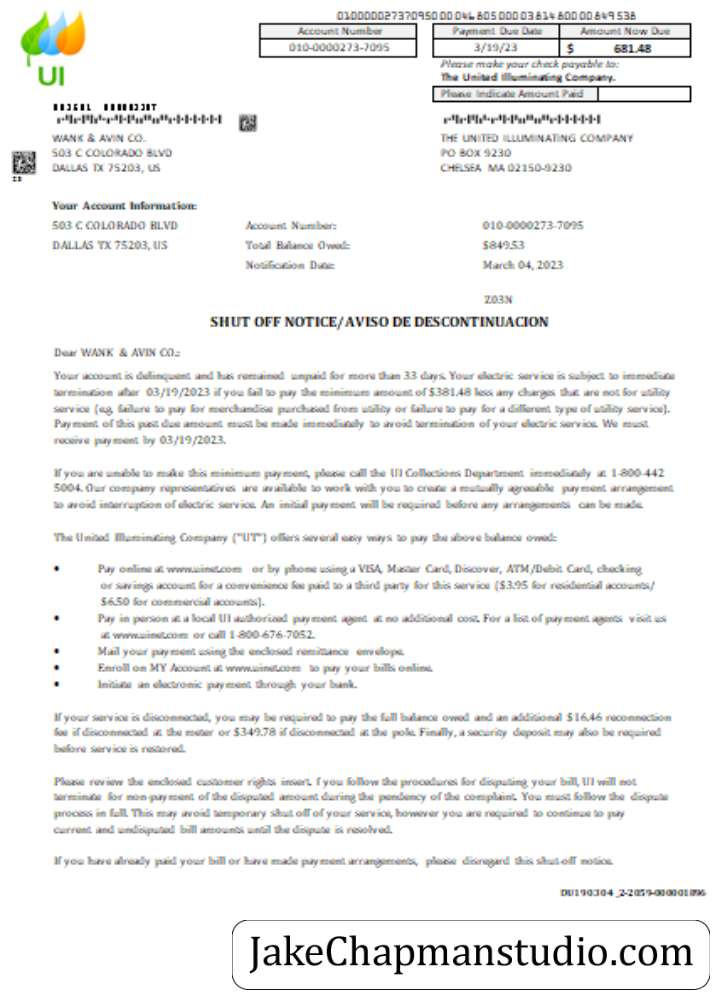 010000027370950000468050000381480000849538
Account Number
Payment Due Date
Amount Now Due
010-0000273-7095
3/19/23
$ 681.48
Please make your check payable to:
The United Illuminating Company.
Please Indicate Amount Paid
UI
WANK & AVIN CO.
503 C COLORADO BLVD
DALLAS TX 75203, US
THE UNITED ILLUMINATING COMPANY
PO BOX 9230
CHELSEA MA 02150-9230
Your Account Information:
503 C COLORADO BLVD
DALLAS TX 75203, US
Account Number: 010-0000273-7095
Total Balance Owed: $849.53
Notification Date: March 04, 2023
Z03N
SHUT OFF NOTICE/AVISO DE DESCONTINUACION
Dear WANK & AVIN CO.:
Your account is delinquent and has remained unpaid for more than 33 days. Your electric service is subject to immediate
termination after 03/19/2023 if you fail to pay the minimum amount of $381.48 less any charges that are not for utility
service (e.g. failure to pay for merchandise purchased from utility or failure to pay for a different type of utility service).
Payment of this past due amount must be made immediately to avoid termination of your electric service. We must
receive payment by 03/19/2023.
If you are unable to make this minimum payment, please call the UI Collections Department immediately at 1-800-442
5004. Our company representatives are available to work with you to create a mutually agreeable payment arrangement
to avoid interruption of electric service. An initial payment will be required before any arrangements can be made.
The United Illuminating Company ("UT") offers several easy ways to pay the above balance owed:
• Pay online at www.uinet.com or by phone using a VISA, Master Card, Discover, ATM/Debit Card, checking
or savings account for a convenience fee paid to a third party for this service ($3.95 for residential accounts/
$6.50 for commercial accounts).
• Pay in person at a local UI authorized payment agent at no additional cost. For a list of payment agents visit us
at www.uinet.com or call 1-800-676-7052.
• Mail your payment using the enclosed remittance envelope.
• Enroll on MY Account at www.uinet.com to pay your bills online.
• Initiate an electronic payment through your bank.
If your service is disconnected, you may be required to pay the full balance owed and an additional $16.46 reconnection
fee if disconnected at the meter or $349.78 if disconnected at the pole. Finally, a security deposit may also be required
before service is restored.
Please review the enclosed customer rights insert. f you follow the procedures for disputing your bill, UI will not
terminate for non-payment of the disputed amount during the pendency of the complaint. You must follow the dispute
process in full. This may avoid temporary shut off of your service, however you are required to continue to pay
current and undisputed bill amounts until the dispute is resolved.
If you have already paid your bill or have made payment arrangements, please disregard this shut-off notice.
DU190304_2-2059-000001896
JakeChapmanstudio.com